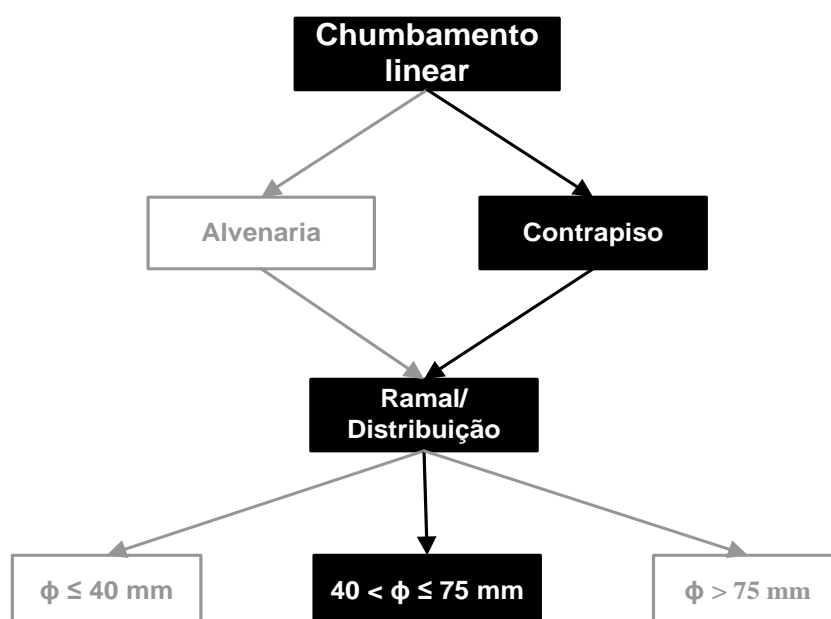 Chumbamento
linear
Alvenaria
Contrapiso
Ramal/
Distribuição
ϕ ≤ 40 mm
40 < ϕ ≤ 75 mm
ϕ > 75 mm